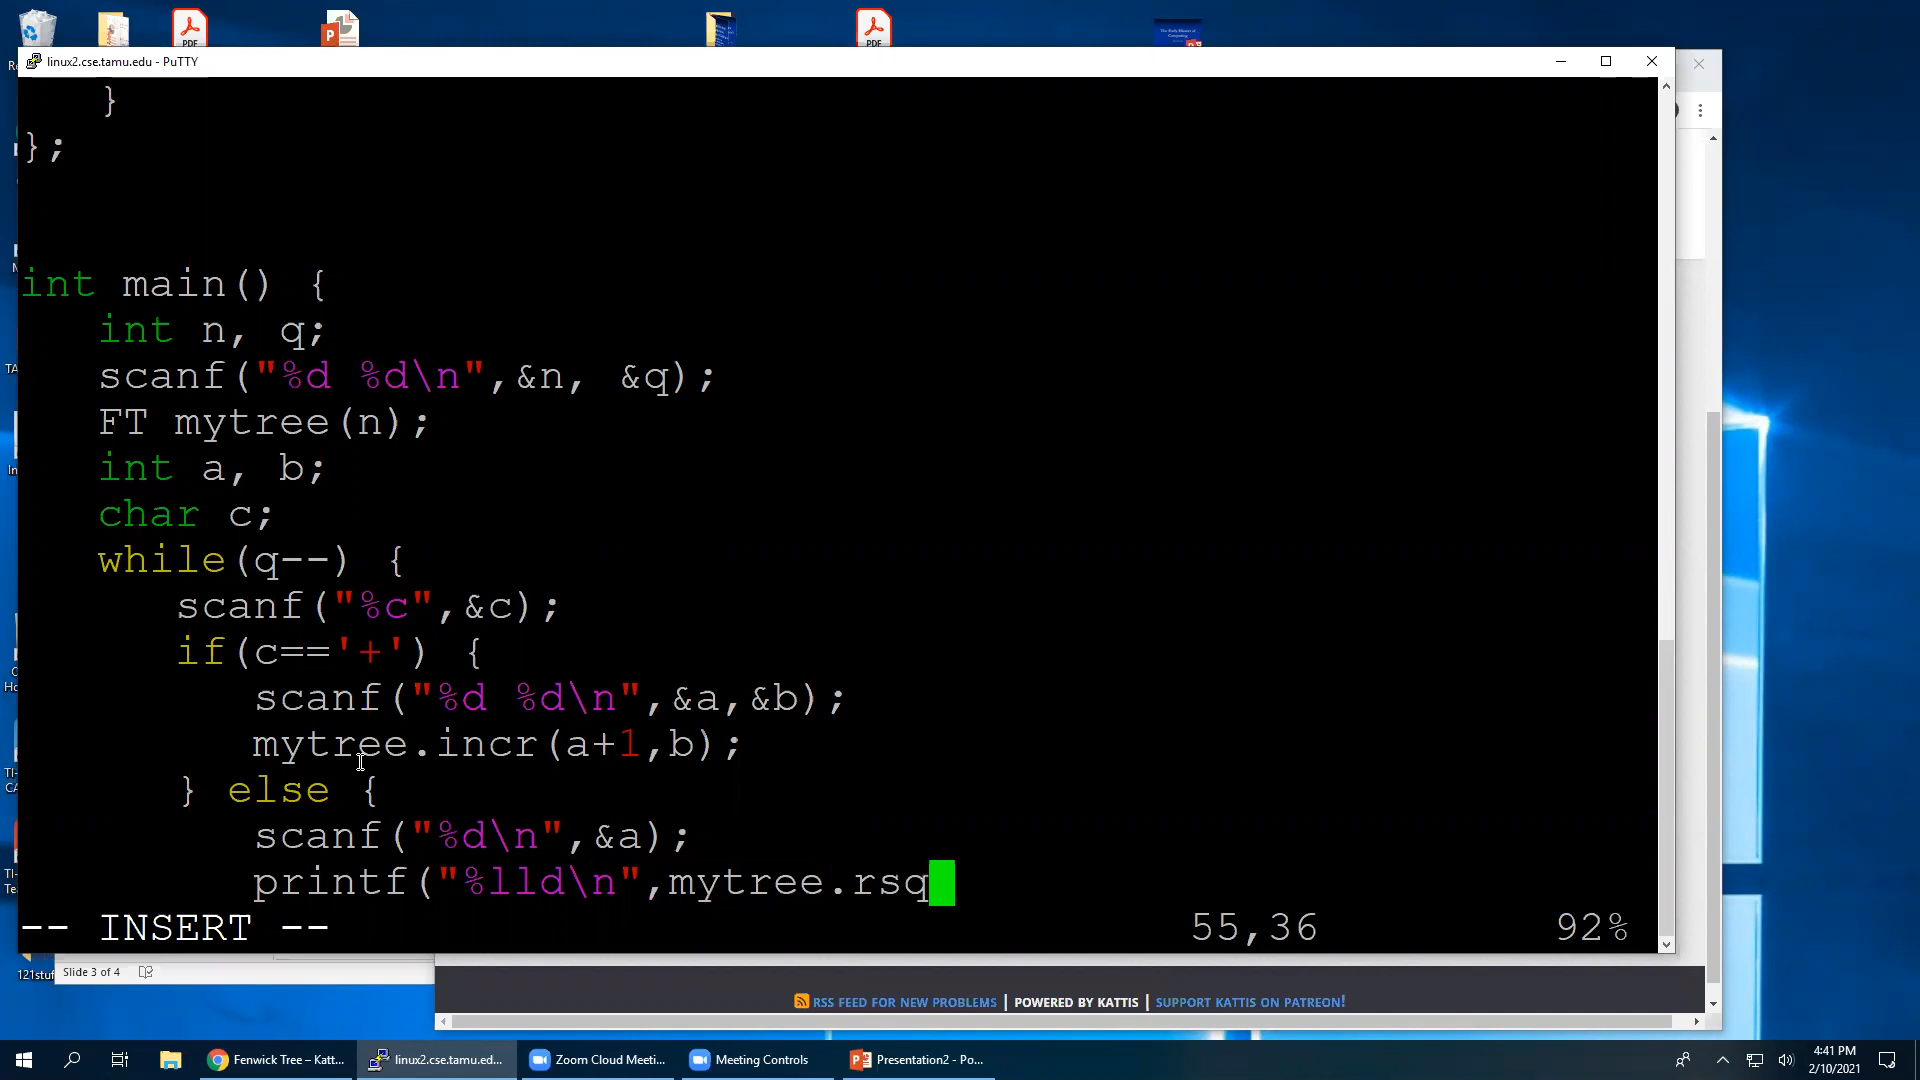 PDF
PDF
linux2.cse.tamu.edu - PuTTY
}
};
int main() {
int n, q;
scanf("%d %d\n",&n, &q);
FT mytree(n);
int a, b;
char c;
while(q--) {
scanf("%c",&c);
if(c=='+') {
scanf("%d %d\n",&a,&b);
mytree.incr(a+1,b);
} else {
scanf("%d\n",&a);
printf("%lld\n",mytree.rsq
-- INSERT --
55,36
92%
121stuf
Slide 3 of 4
RSS FEED FOR NEW PROBLEMS | POWERED BY KATTIS | SUPPORT KATTIS ON PATREON!
Fenwick Tree – Katt...
linux2.cse.tamu.ed...
Zoom Cloud Meeti...
Meeting Controls
Presentation2 - Po...
4:41 PM
2/10/2021